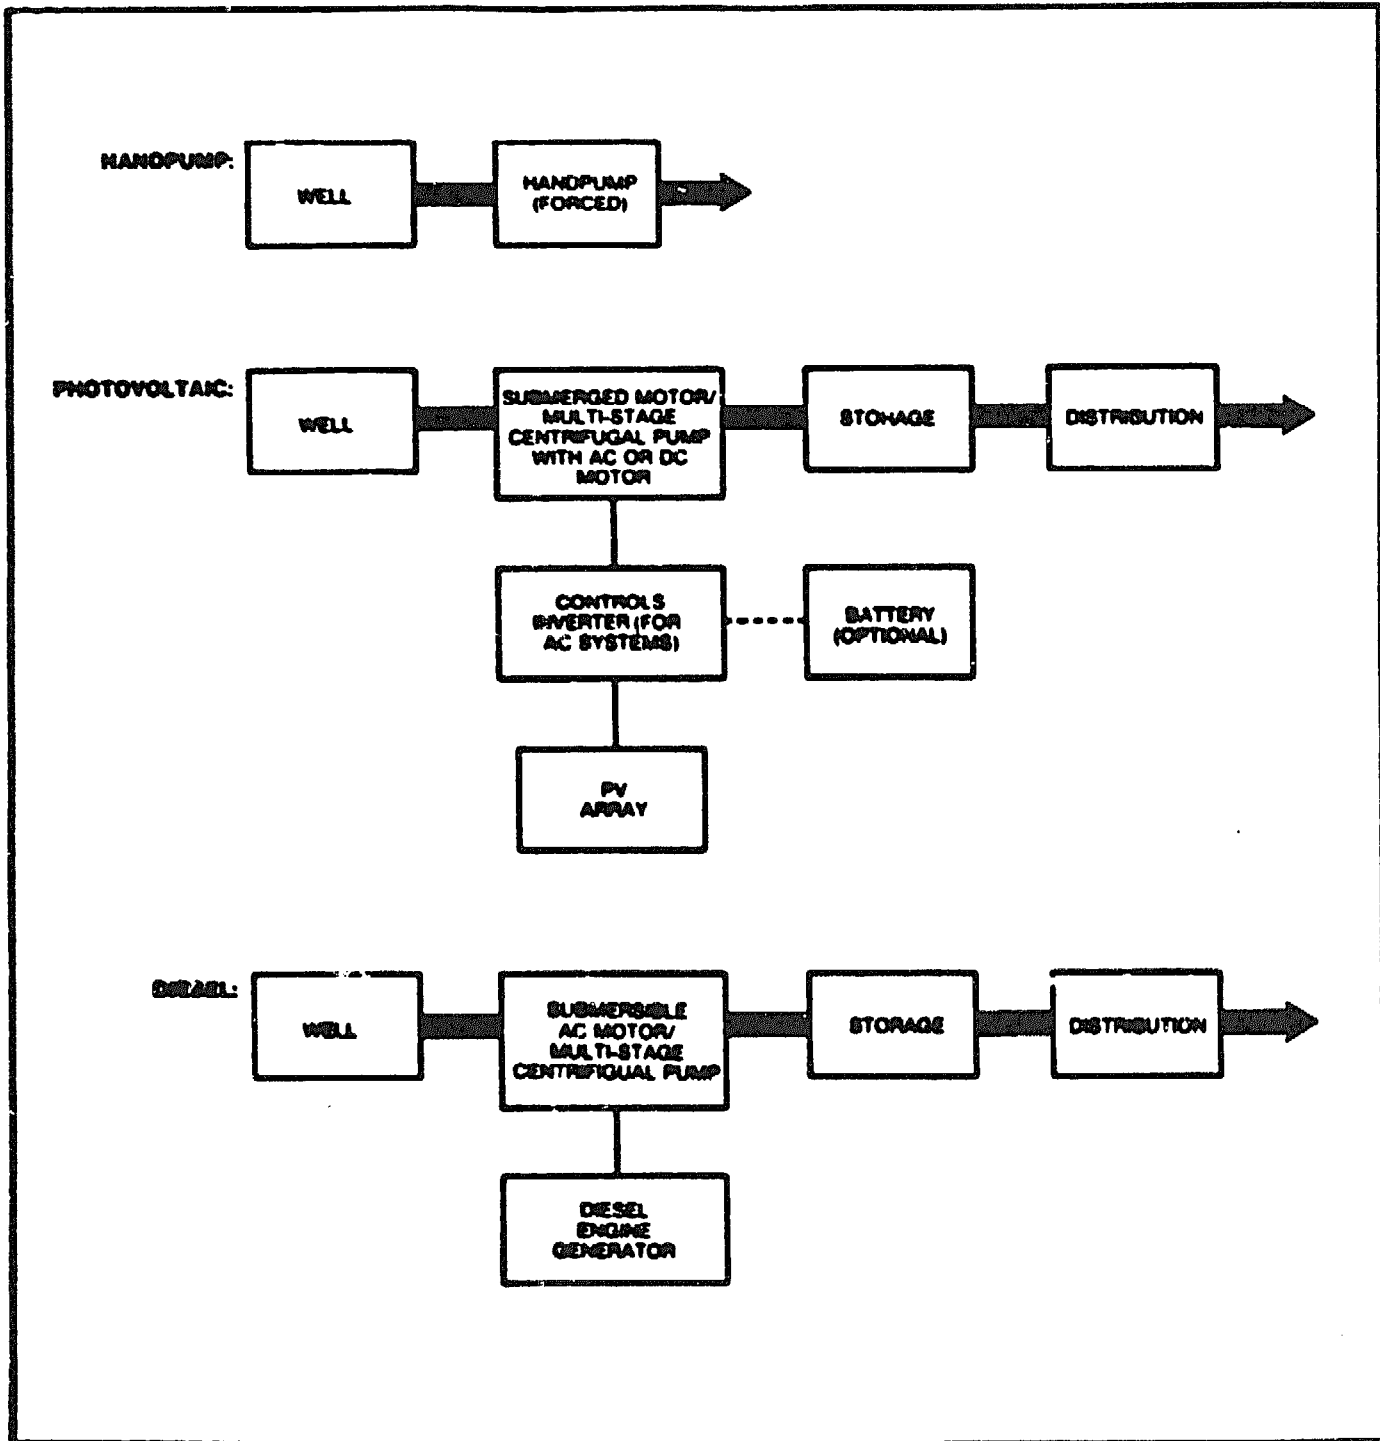 HANDPUMP:
WELL
HANDPUMP
(FORCED)
PHOTOVOLTAIC:
WELL
SUBMERGED MOTOR/
MULTI-STAGE
CENTRIFUGAL PUMP
WITH AC OR DC
MOTOR
STORAGE
DISTRIBUTION
CONTROLS
INVERTER (FOR
AC SYSTEMS)
BATTERY
(OPTIONAL)
PV
ARRAY
DIESEL:
WELL
SUBMERSIBLE
AC MOTOR/
MULTI-STAGE
CENTRIFIGUAL PUMP
STORAGE
DISTRIBUTION
DIESEL
ENGINE
GENERATOR